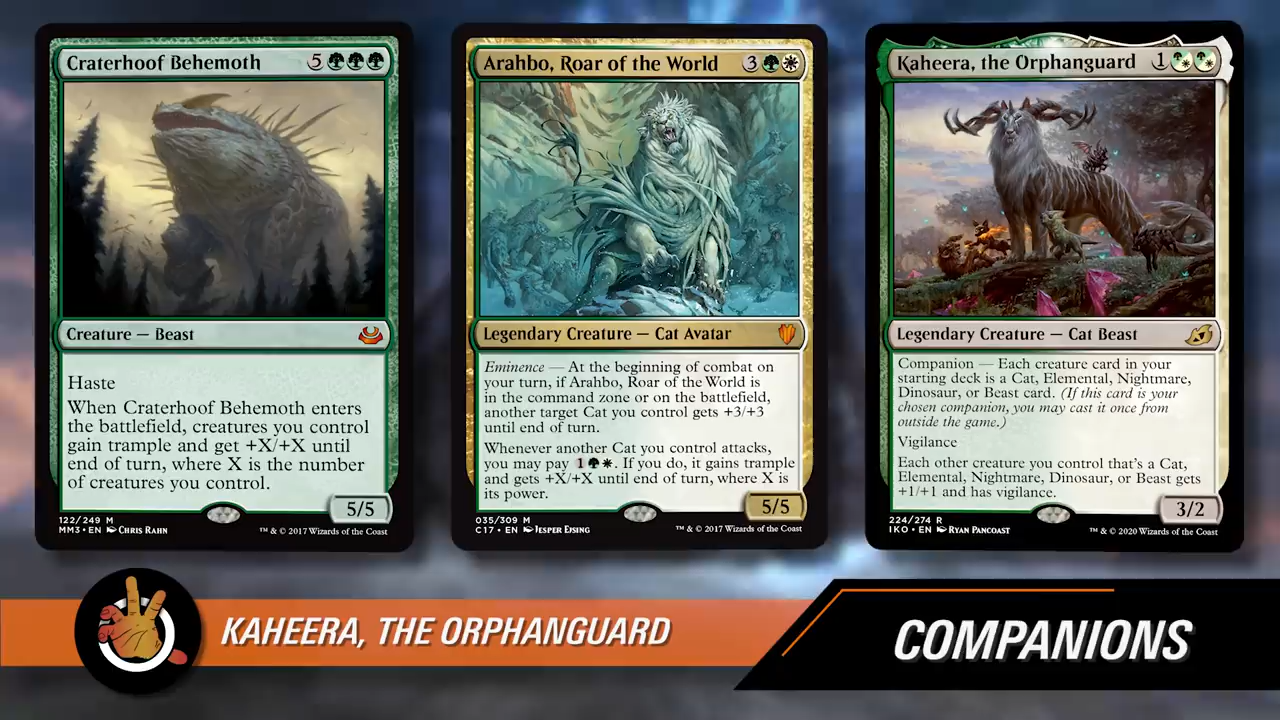 Craterhoof Behemoth 5
Creature — Beast
Haste
When Craterhoof Behemoth enters
the battlefield, creatures you control
gain trample and get +X/+X until
end of turn, where X is the number
of creatures you control.
5/5
122/249 M
MM3 • EN Chris Rahn
™ & © 2017 Wizards of the Coast
Arahbo, Roar of the World 3
Legendary Creature — Cat Avatar
Eminence — At the beginning of combat on
your turn, if Arahbo, Roar of the World is
in the command zone or on the battlefield,
another target Cat you control gets +3/+3
until end of turn.
Whenever another Cat you control attacks,
you may pay 1. If you do, it gains trample
and gets +X/+X until end of turn, where X is
its power.
5/5
035/309 M
C17 • EN Jesper Ejsing
™ & © 2017 Wizards of the Coast
Kaheera, the Orphanguard 1
Legendary Creature — Cat Beast
Companion — Each creature card in your
starting deck is a Cat, Elemental, Nightmare,
Dinosaur, or Beast card. (If this card is your
chosen companion, you may cast it once from
outside the game.)
Vigilance
Each other creature you control that's a Cat,
Elemental, Nightmare, Dinosaur, or Beast gets
+1/+1 and has vigilance.
3/2
224/274 R
IKO • EN Ryan Pancoast
™ & © 2020 Wizards of the Coast
KAHEERA, THE ORPHANGUARD
COMPANIONS